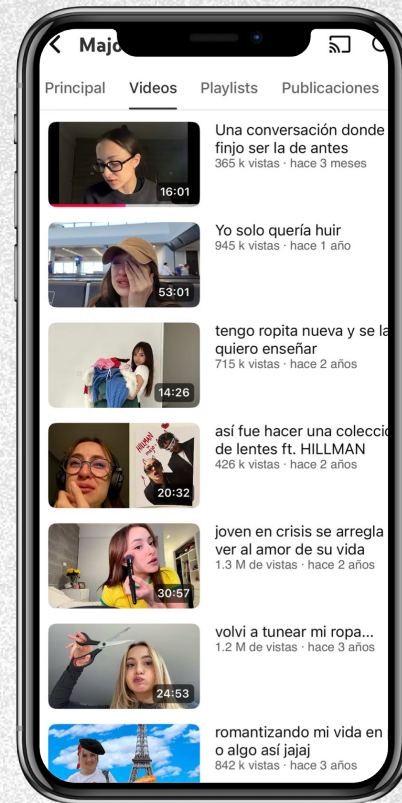 Majo
Principal Videos Playlists Publicaciones
16:01
Una conversación donde
finjo ser la de antes
365 k vistas · hace 3 meses
53:01
Yo solo quería huir
945 k vistas · hace 1 año
14:26
tengo ropita nueva y se la
quiero enseñar
715 k vistas · hace 2 años
HILLMAN
20:32
así fue hacer una colecció
de lentes ft. HILLMAN
426 k vistas · hace 2 años
30:57
joven en crisis se arregla
ver al amor de su vida
1.3 M de vistas · hace 2 años
24:53
volvi a tunear mi ropa...
1.2 M de vistas · hace 3 años
romantizando mi vida en
o algo así jajaj
842 k vistas · hace 3 años